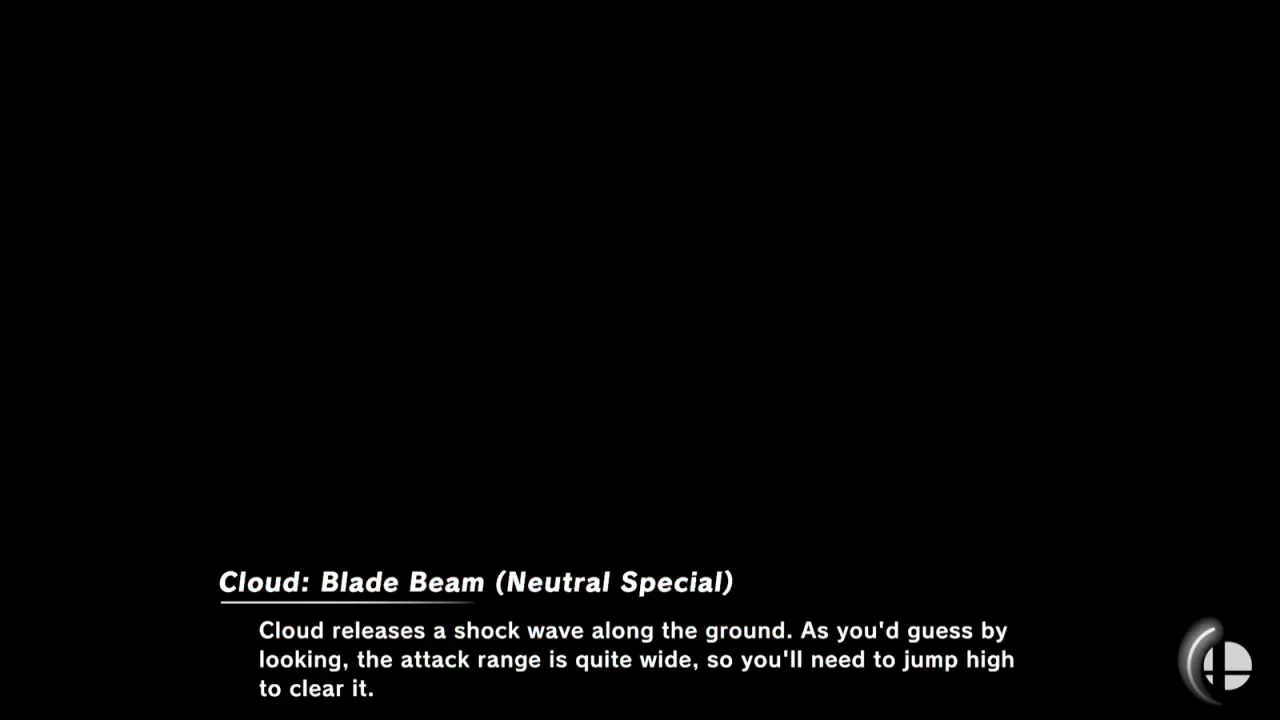 Cloud: Blade Beam (Neutral Special)
Cloud releases a shock wave along the ground. As you'd guess by
looking, the attack range is quite wide, so you'll need to jump high
to clear it.